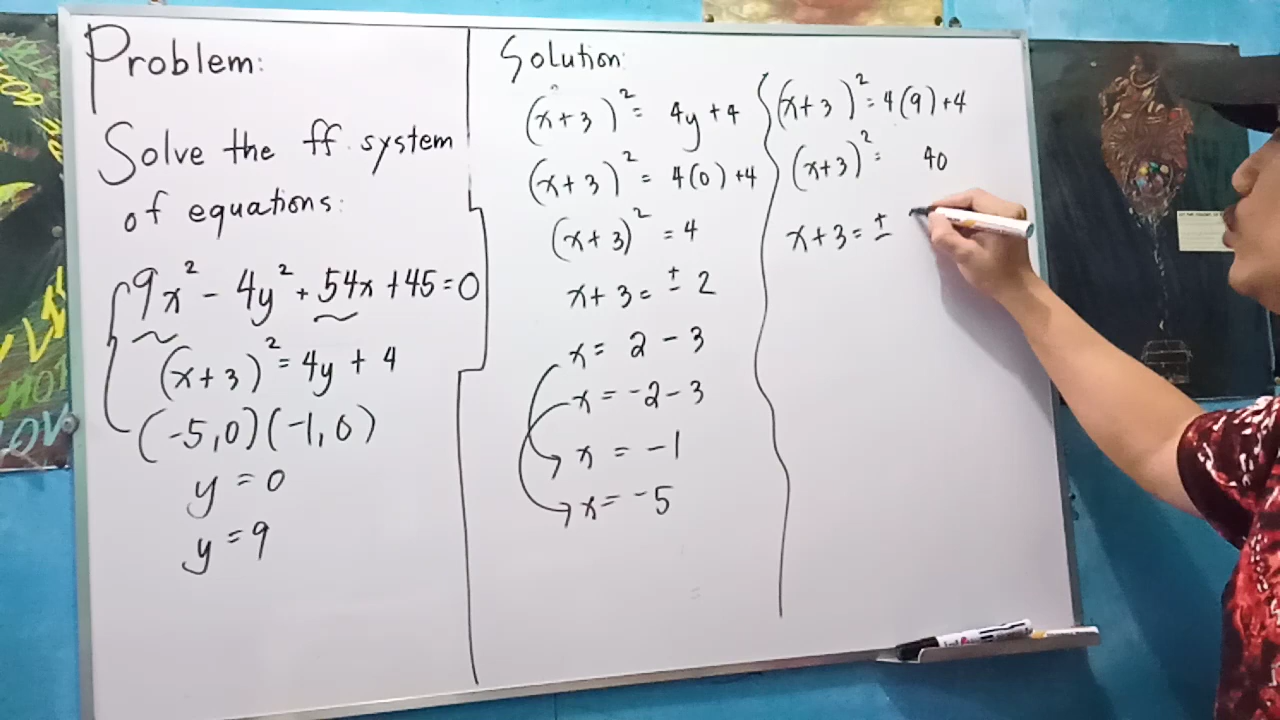 Problem:
Solve the ff system
of equations:
9x² - 4y² + 54x + 45 = 0
(x+3)² = 4y + 4
(-5,0)(-1,0)
y = 0
y = 9
Solution:
(x+3)² = 4y + 4
(x+3)² = 4(0) + 4
(x+3)² = 4
x + 3 = ± 2
x = 2 - 3
x = -2 - 3
x = -1
x = -5
(x+3)² = 4(9) + 4
(x+3)² = 40
x + 3 = ±